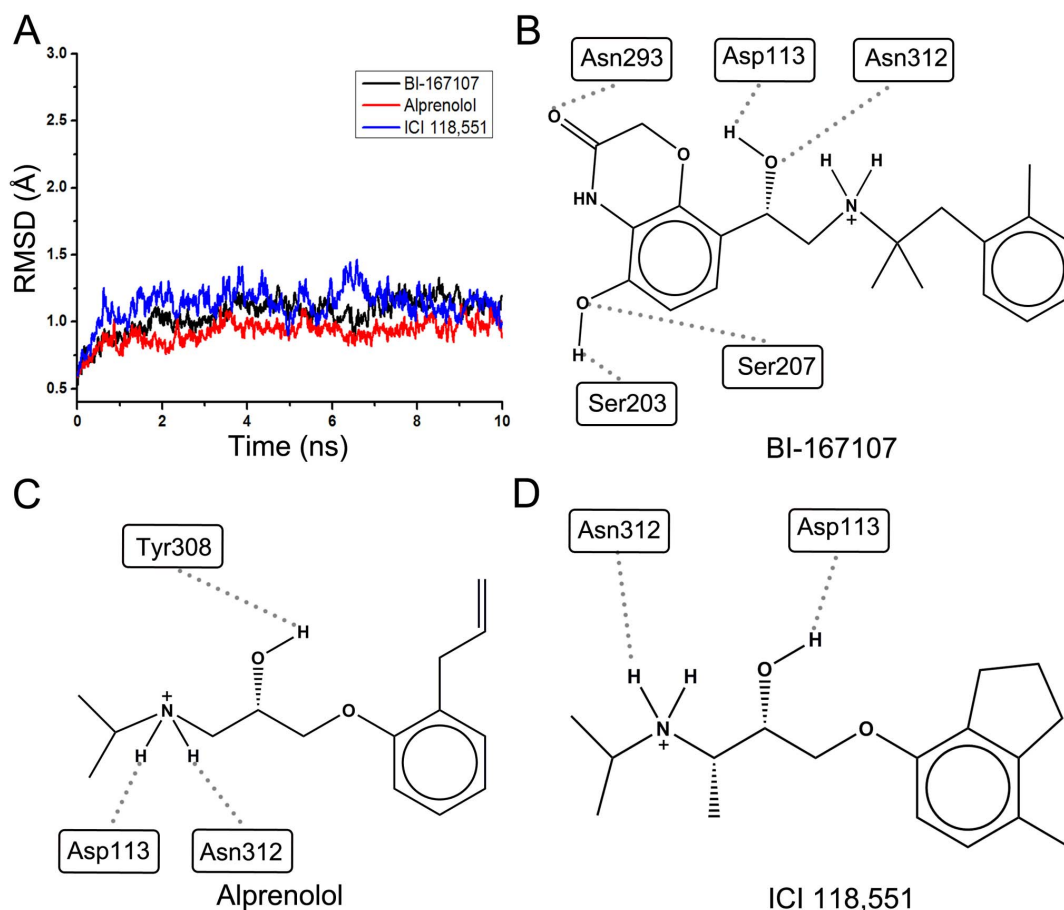 A
3.0
2.5
2.0
1.5
1.0
0.5
RMSD (Å)
BI-167107
Alprenolol
ICI 118,551
0
2
4
6
8
10
Time (ns)
B
Asn293
Asp113
Asn312
O
H
O
O
H
H
HN
N
+
O
H
Ser207
Ser203
BI-167107
C
Tyr308
H
O
+
N
O
H
H
Asp113
Asn312
Alprenolol
D
Asn312
Asp113
H
H
O
H
N
+
O
ICI 118,551